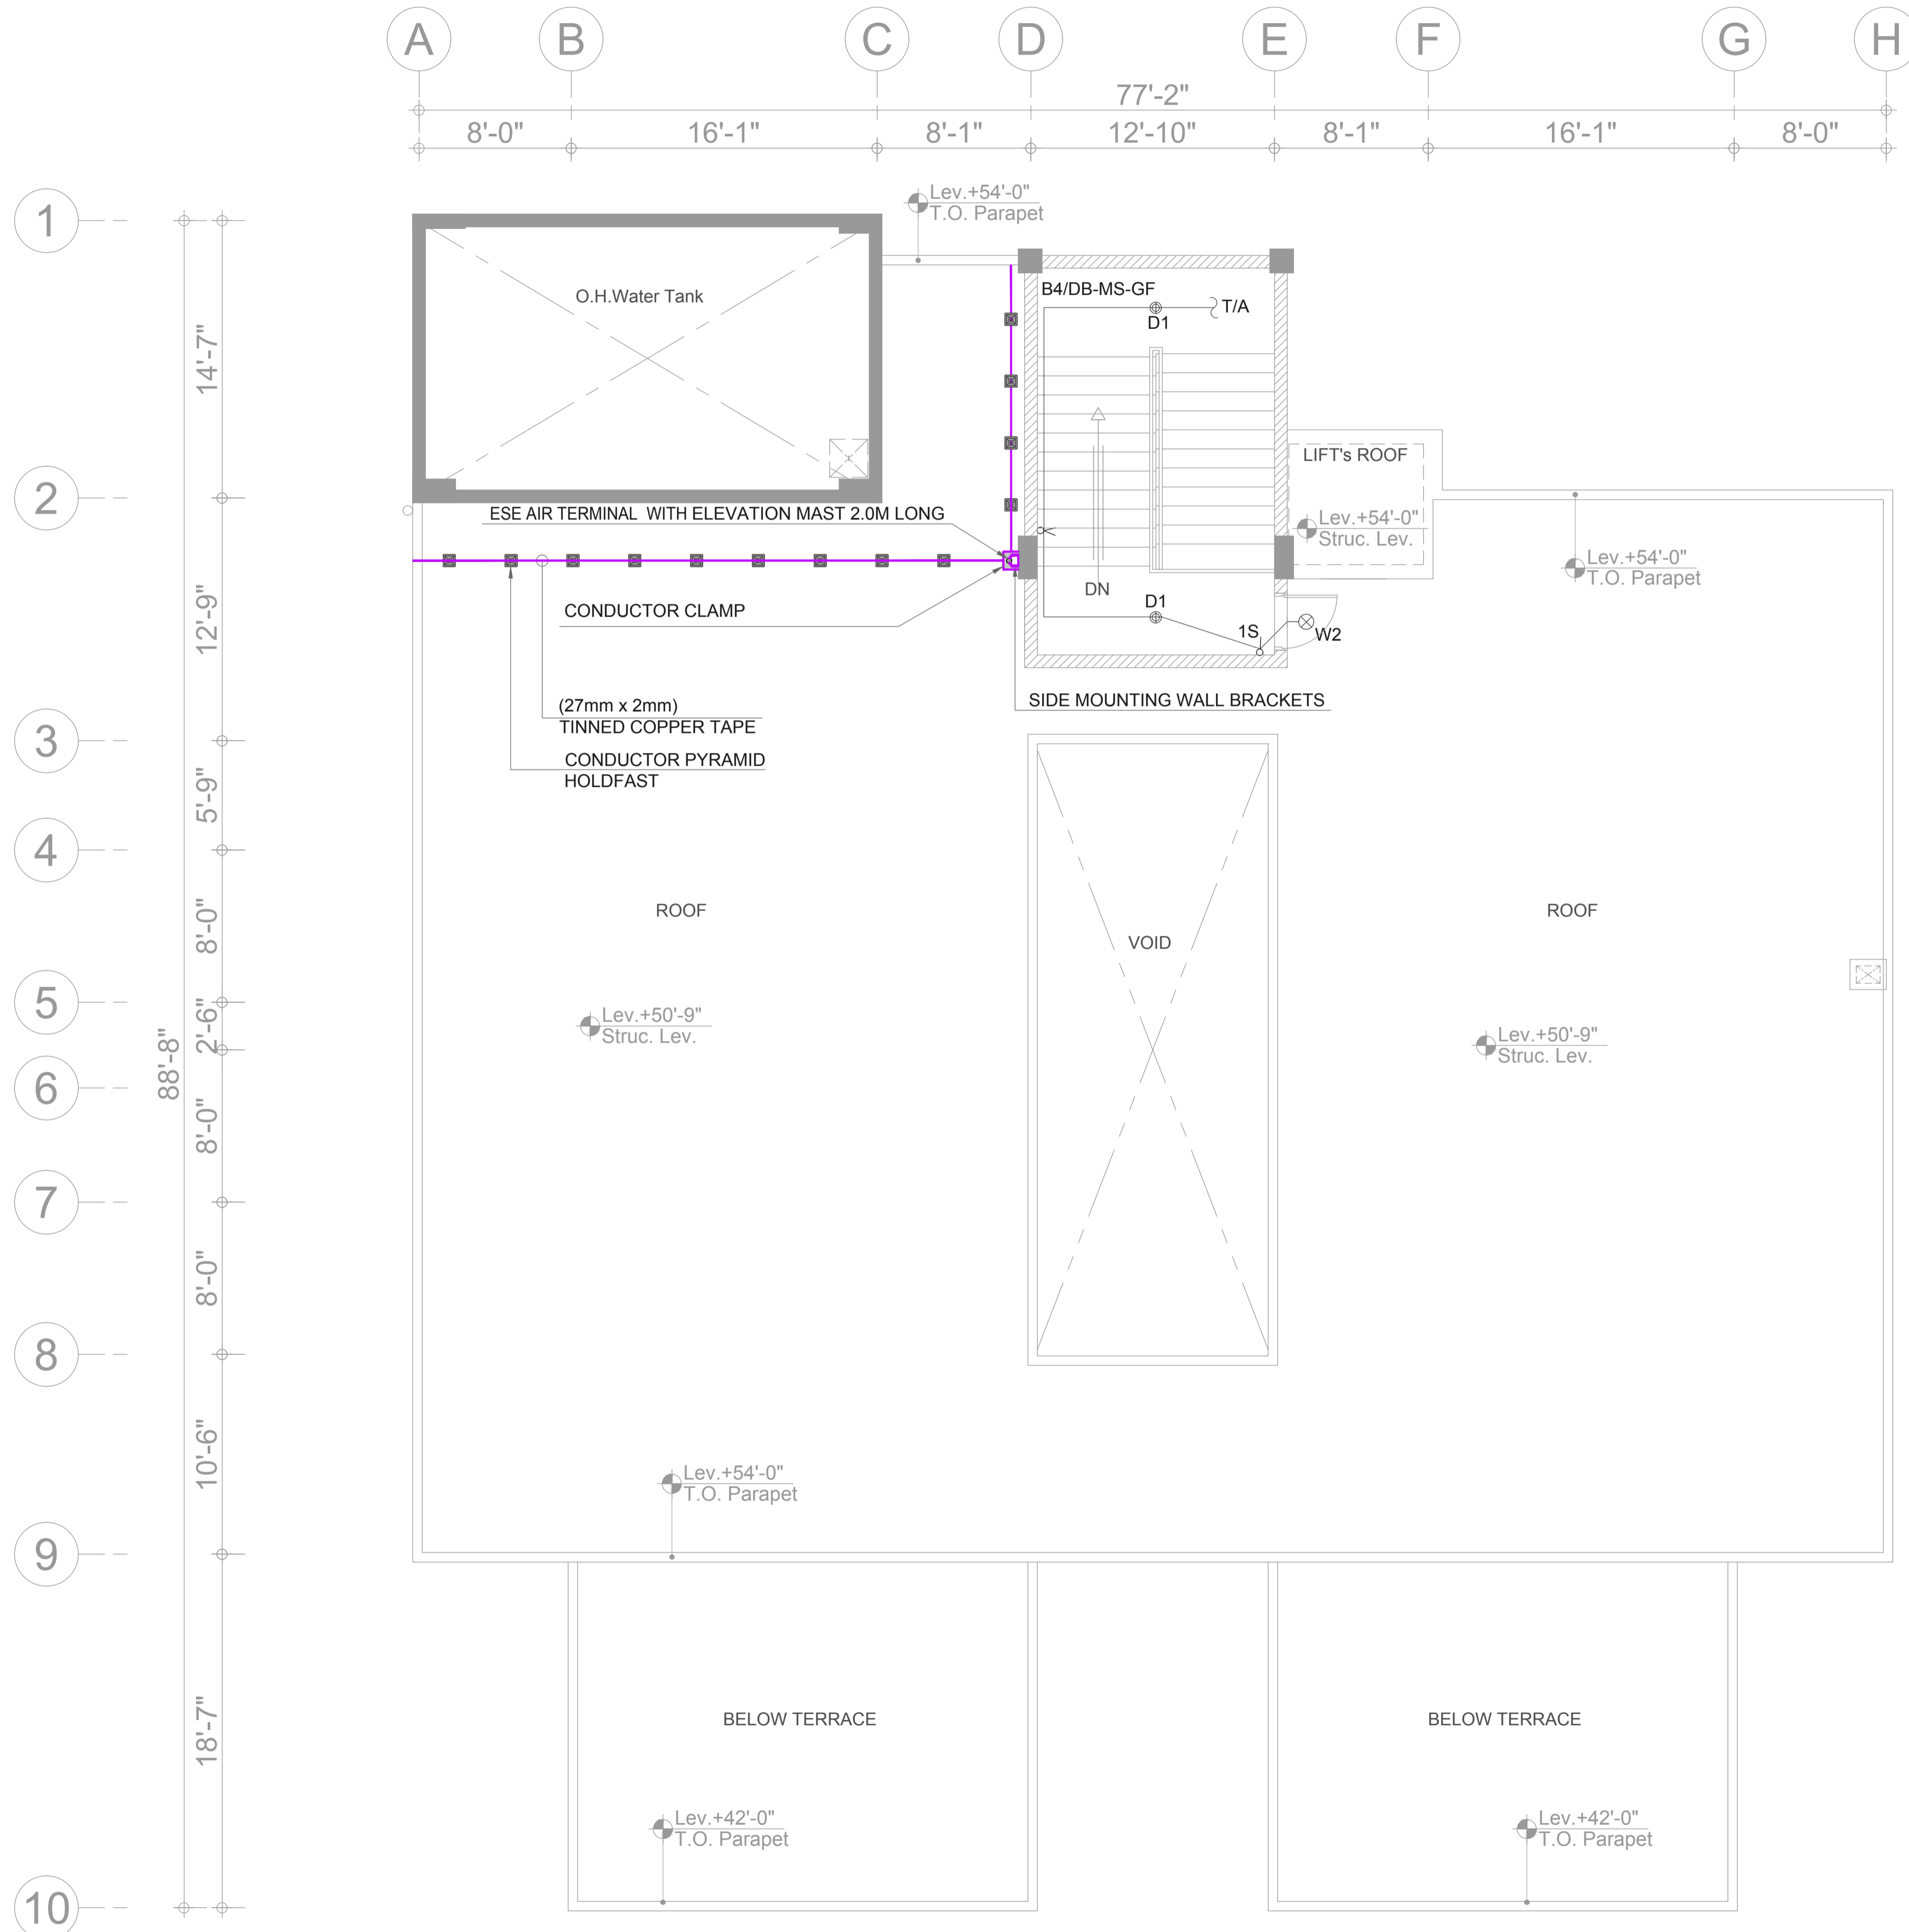 A B C D E F G H
77'-2"
8'-0" 16'-1" 8'-1" 12'-10" 8'-1" 16'-1" 8'-0"
1
Lev.+54'-0"
T.O. Parapet
O.H.Water Tank
B4/DB-MS-GF
T/A
D1
14'-7"
LIFT's ROOF
2
ESE AIR TERMINAL WITH ELEVATION MAST 2.0M LONG
Lev.+54'-0"
Struc. Lev.
Lev.+54'-0"
T.O. Parapet
DN
CONDUCTOR CLAMP
D1
12'-9"
1S
W2
SIDE MOUNTING WALL BRACKETS
(27mm x 2mm)
TINNED COPPER TAPE
3
CONDUCTOR PYRAMID
HOLDFAST
5'-9"
4
ROOF
ROOF
8'-0"
VOID
5
Lev.+50'-9"
Struc. Lev.
2'-6"
Lev.+50'-9"
Struc. Lev.
88'-8"
6
8'-0"
7
8'-0"
8
10'-6"
Lev.+54'-0"
T.O. Parapet
9
18'-7"
BELOW TERRACE
BELOW TERRACE
Lev.+42'-0"
T.O. Parapet
Lev.+42'-0"
T.O. Parapet
10